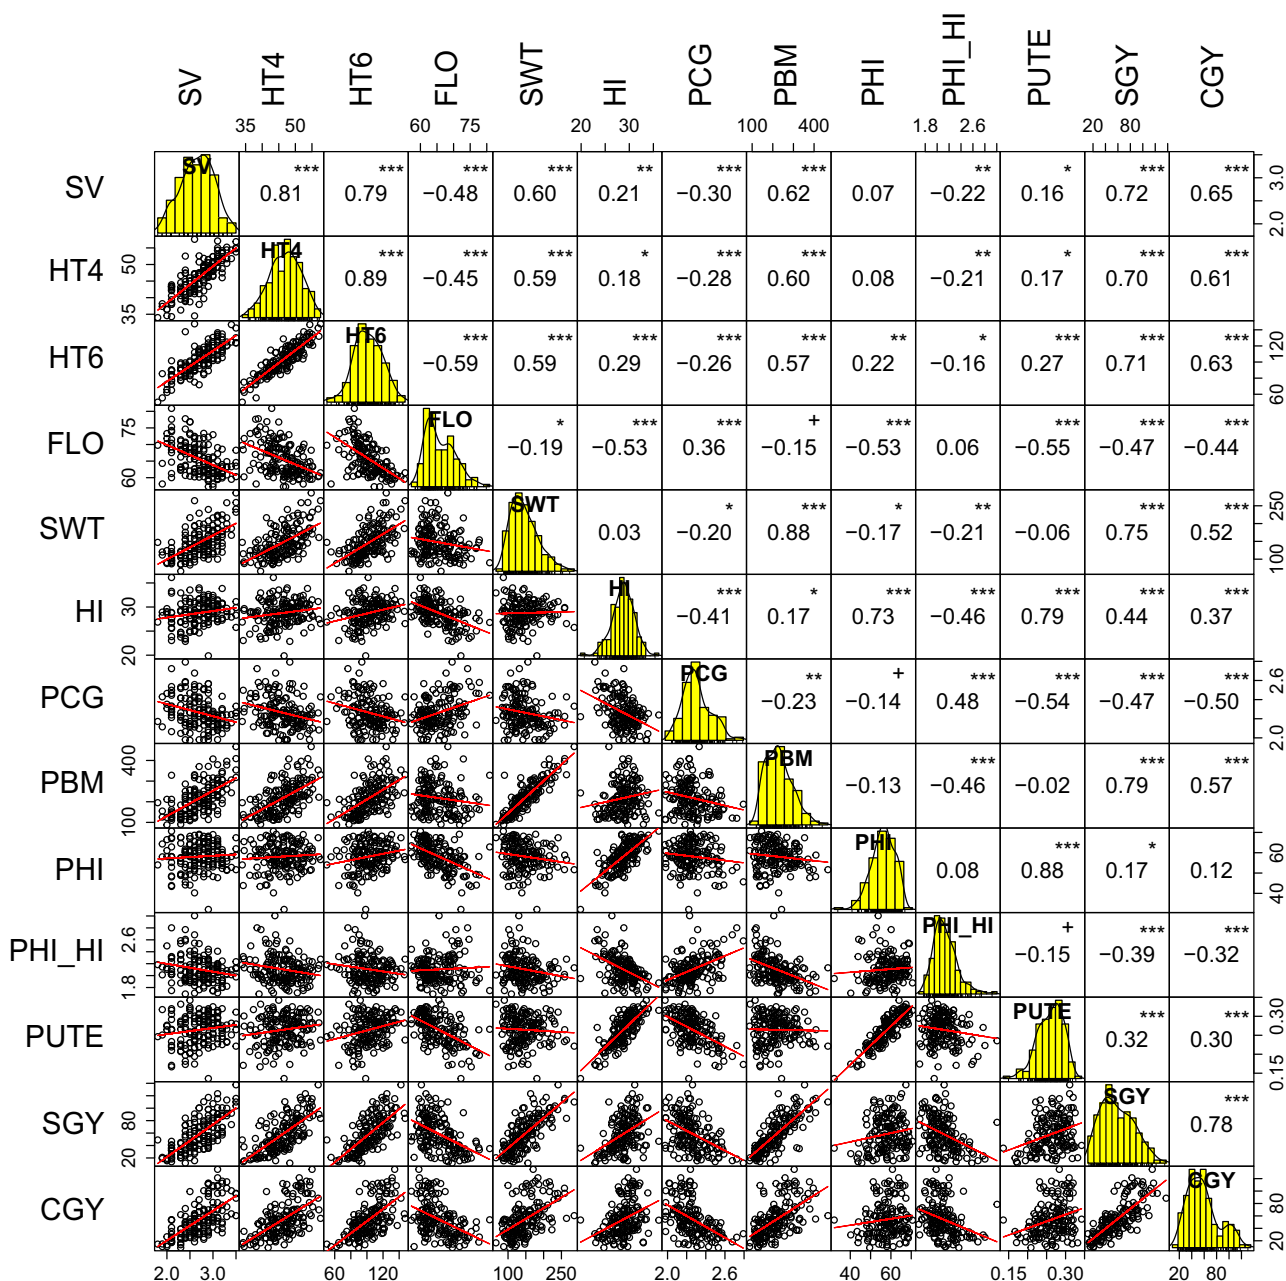 SV HT4 HT6 FLO SWT HI PCG PBM PHI PHI_HI PUTE SGY CGY
35 50 60 75 20 30 100 400 1.8 2.6 20 80
SV SV 0.81 *** 0.79 *** −0.48 *** 0.60 *** 0.21 ** −0.30 *** 0.62 *** 0.07 −0.22 ** 0.16 * 0.72 *** 0.65 *** 2.0 3.0
HT4 35 50 HT4 0.89 *** −0.45 *** 0.59 *** 0.18 * −0.28 *** 0.60 *** 0.08 −0.21 ** 0.17 * 0.70 *** 0.61 ***
HT6 HT6 −0.59 *** 0.59 *** 0.29 *** −0.26 *** 0.57 *** 0.22 ** −0.16 * 0.27 *** 0.71 *** 0.63 *** 60 120
FLO 60 75 FLO −0.19 * −0.53 *** 0.36 *** −0.15 + −0.53 *** 0.06 −0.55 *** −0.47 *** −0.44 ***
SWT SWT 0.03 −0.20 * 0.88 *** −0.17 * −0.21 ** −0.06 0.75 *** 0.52 *** 100 250
HI 20 30 HI −0.41 *** 0.17 * 0.73 *** −0.46 *** 0.79 *** 0.44 *** 0.37 ***
PCG PCG −0.23 ** −0.14 + 0.48 *** −0.54 *** −0.47 *** −0.50 *** 2.0 2.6
PBM 100 400 PBM −0.13 −0.46 *** −0.02 0.79 *** 0.57 ***
PHI PHI 0.08 0.88 *** 0.17 * 0.12 40 60
PHI_HI 1.8 2.6 PHI_HI −0.15 + −0.39 *** −0.32 ***
PUTE PUTE 0.32 *** 0.30 *** 0.15 0.30
SGY 20 80 SGY 0.78 ***
CGY CGY 20 80
2.0 3.0 60 120 100 250 2.0 2.6 40 60 0.15 0.30 20 80